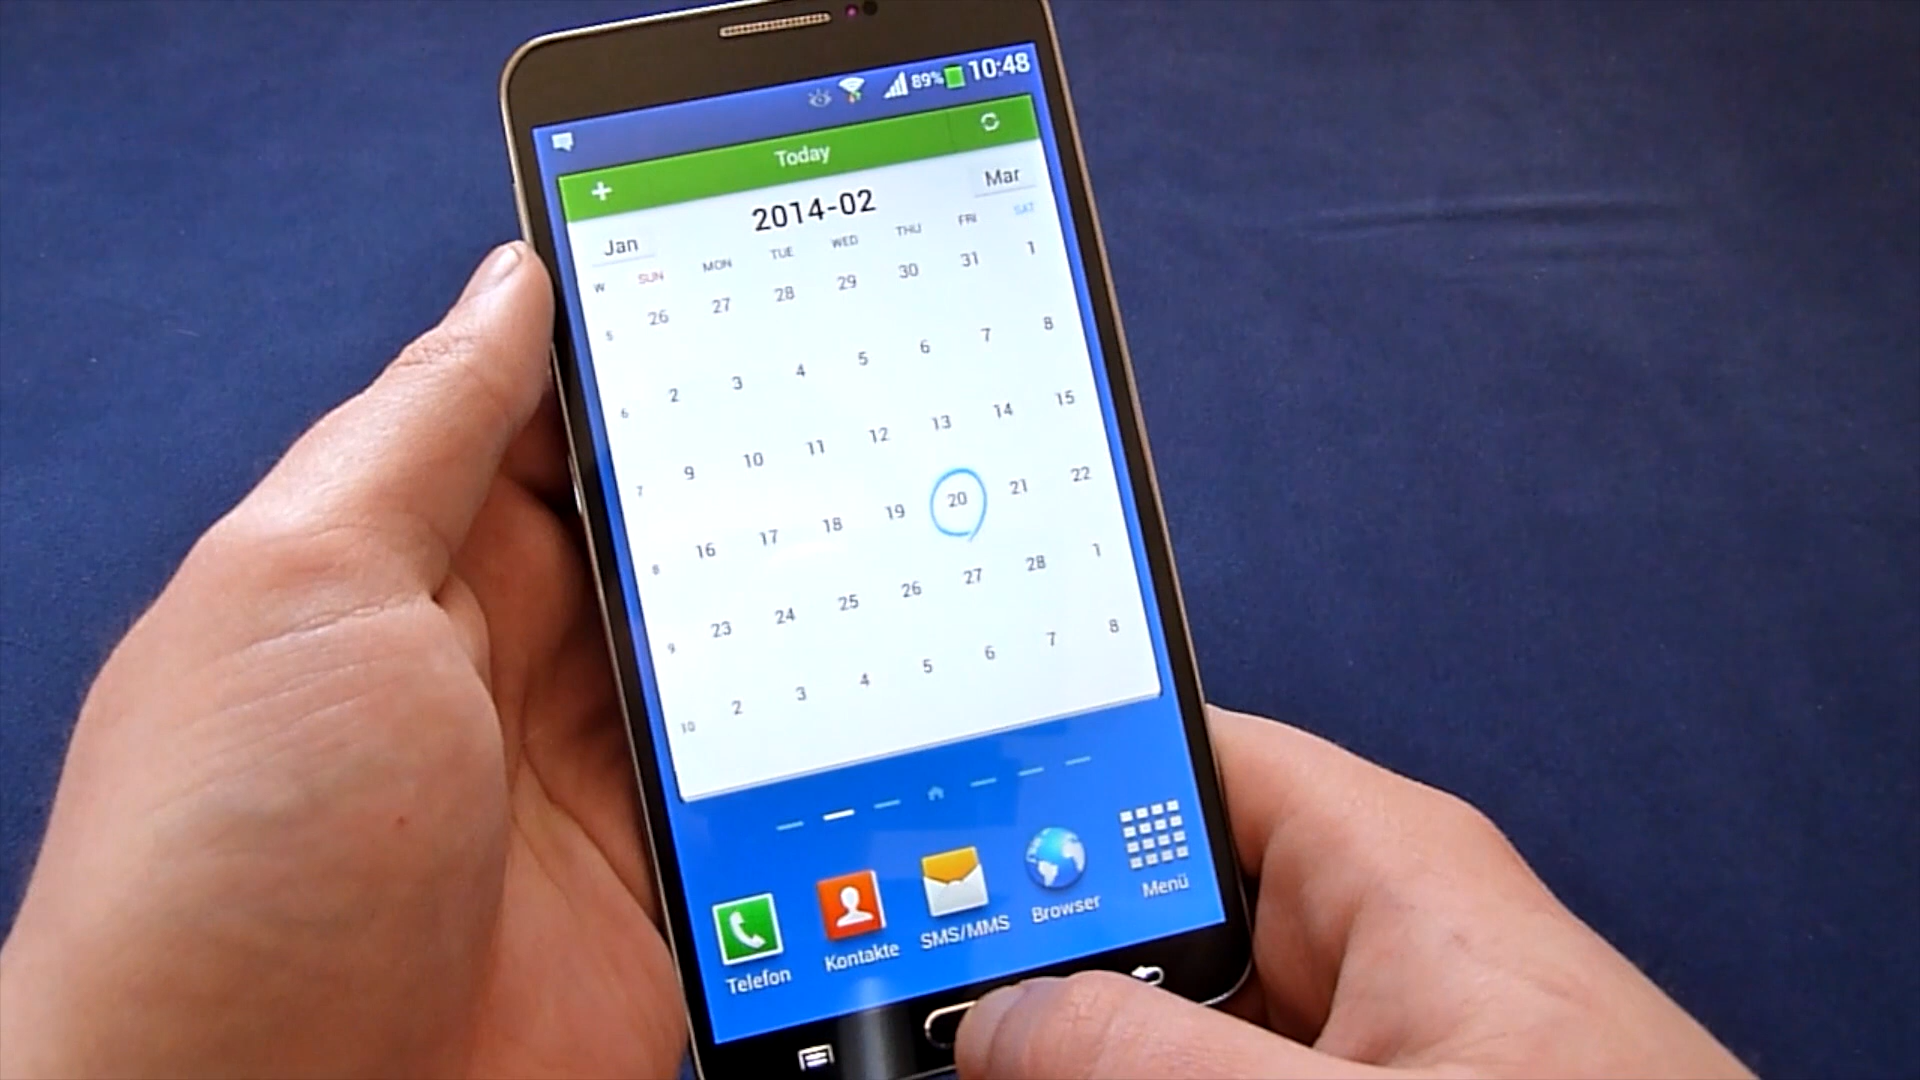 89% 10:48
Today
Jan 2014-02 Mar
W SUN MON TUE WED THU FRI SAT
5 26 27 28 29 30 31 1
6 2 3 4 5 6 7 8
7 9 10 11 12 13 14 15
8 16 17 18 19 20 21 22
9 23 24 25 26 27 28 1
10 2 3 4 5 6 7 8
Telefon Kontakte SMS/MMS Browser Menü